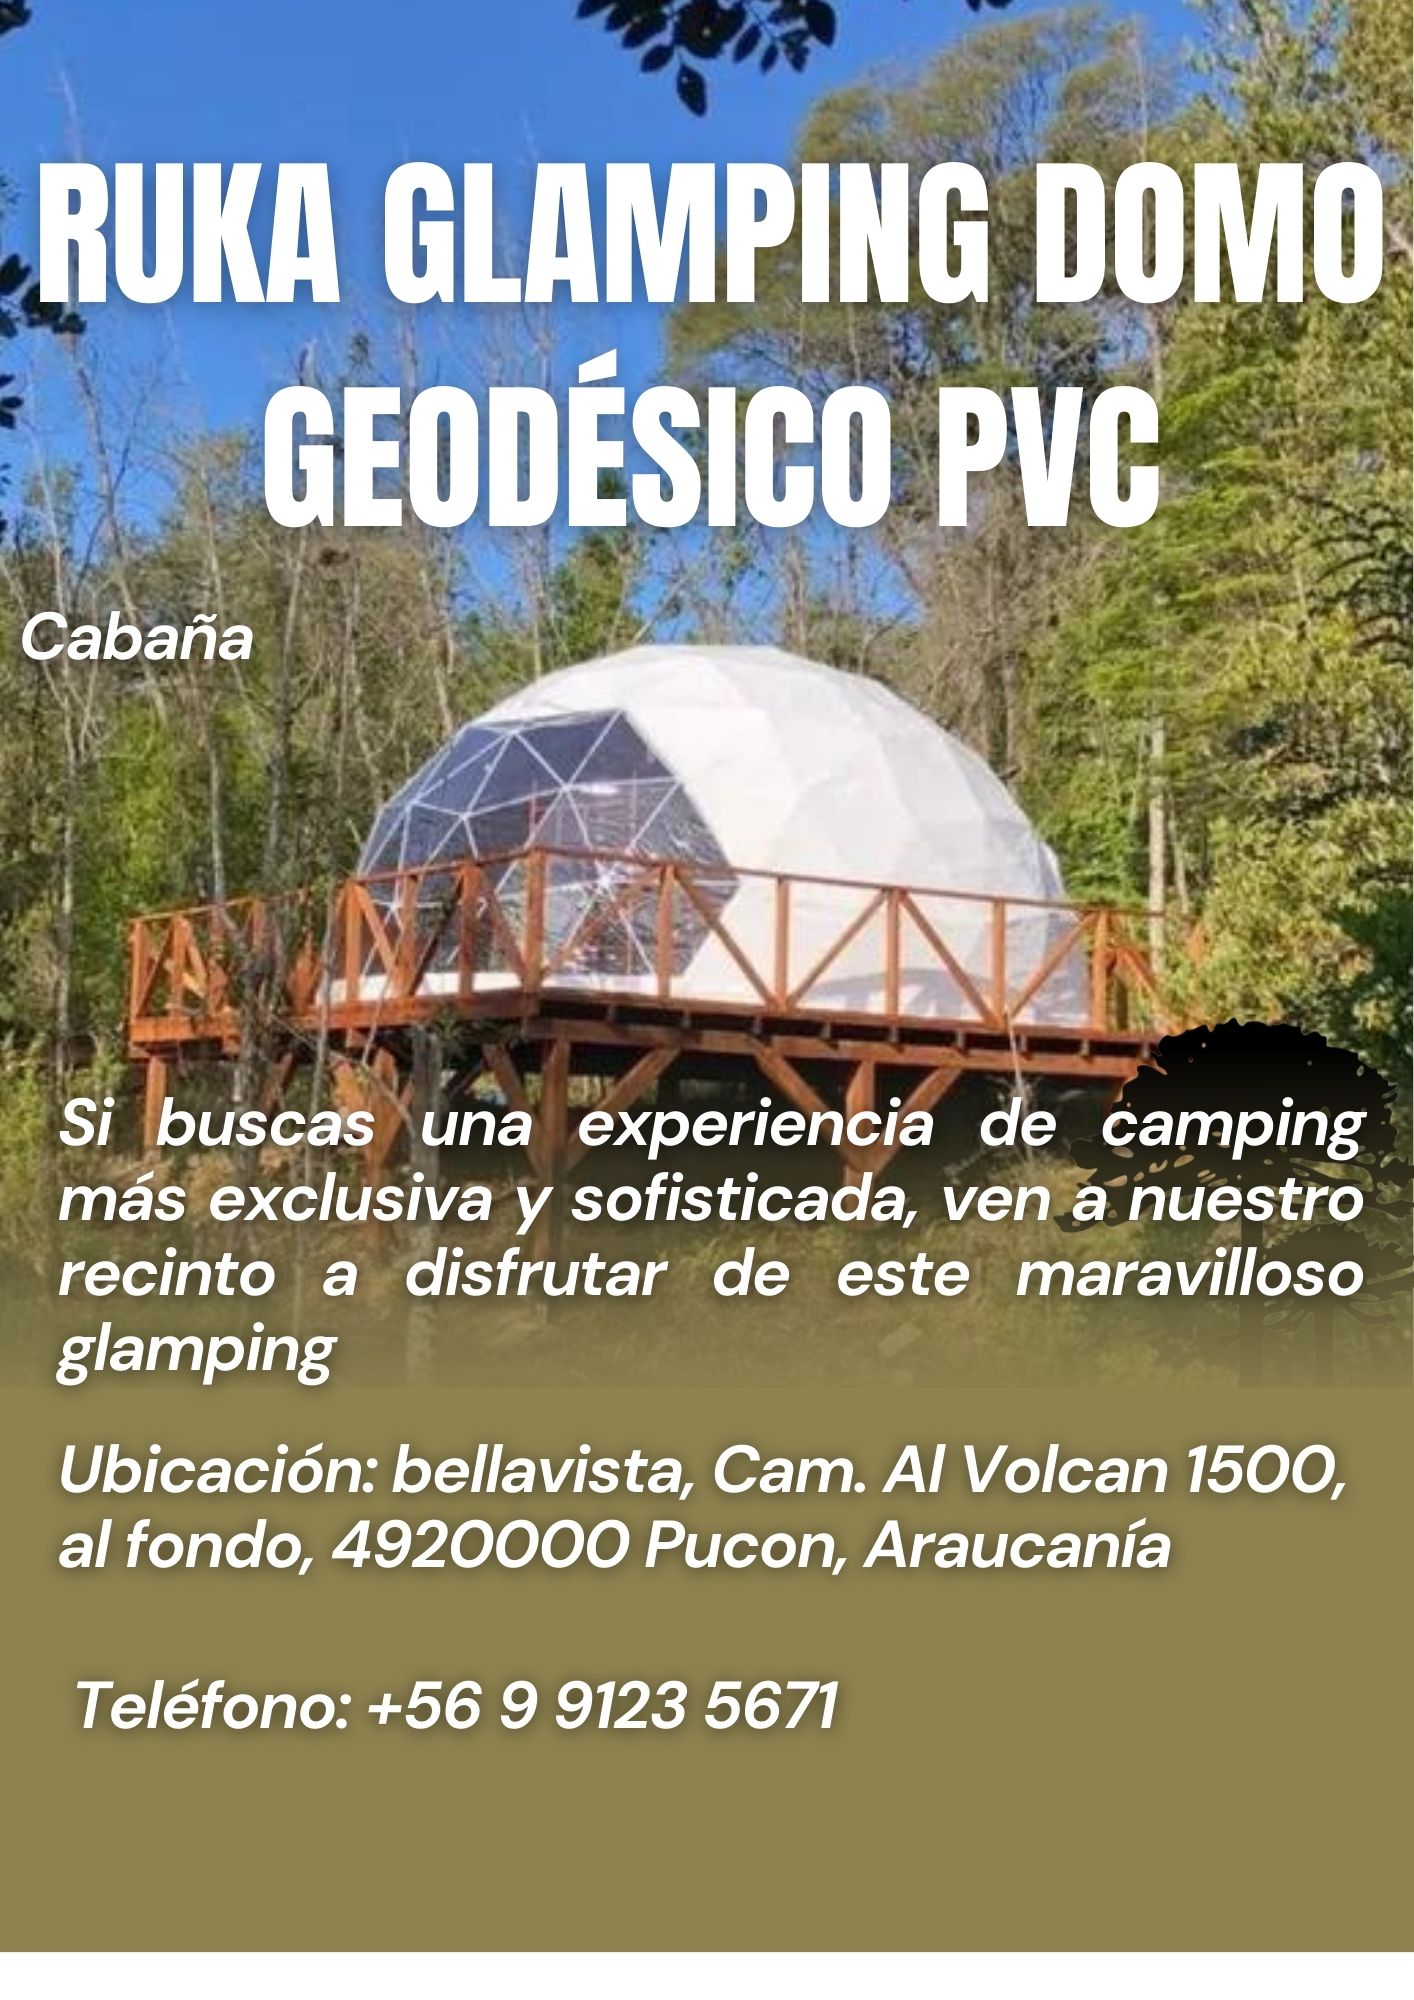 RUKA GLAMPING DOMO
GEODÉSICO PVC
Cabaña
Si buscas una experiencia de camping
más exclusiva y sofisticada, ven a nuestro
recinto a disfrutar de este maravilloso
glamping
Ubicación: bellavista, Cam. Al Volcan 1500,
al fondo, 4920000 Pucon, Araucanía
Teléfono: +56 9 9123 5671